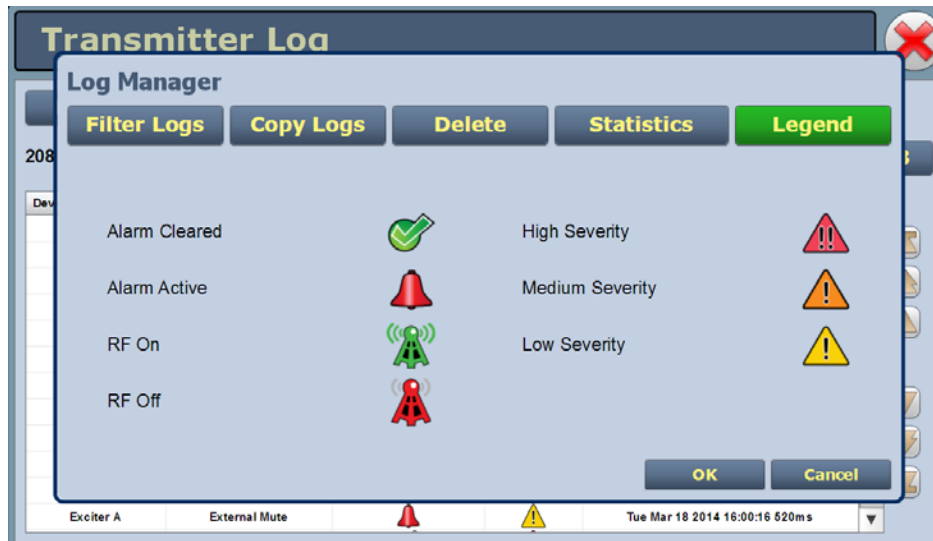 Transmitter Log
Log Manager
Filter Logs Copy Logs Delete Statistics Legend
208
Dev
Alarm Cleared High Severity
Alarm Active Medium Severity
RF On Low Severity
RF Off
OK Cancel
Exciter A External Mute Tue Mar 18 2014 16:00:16 520ms